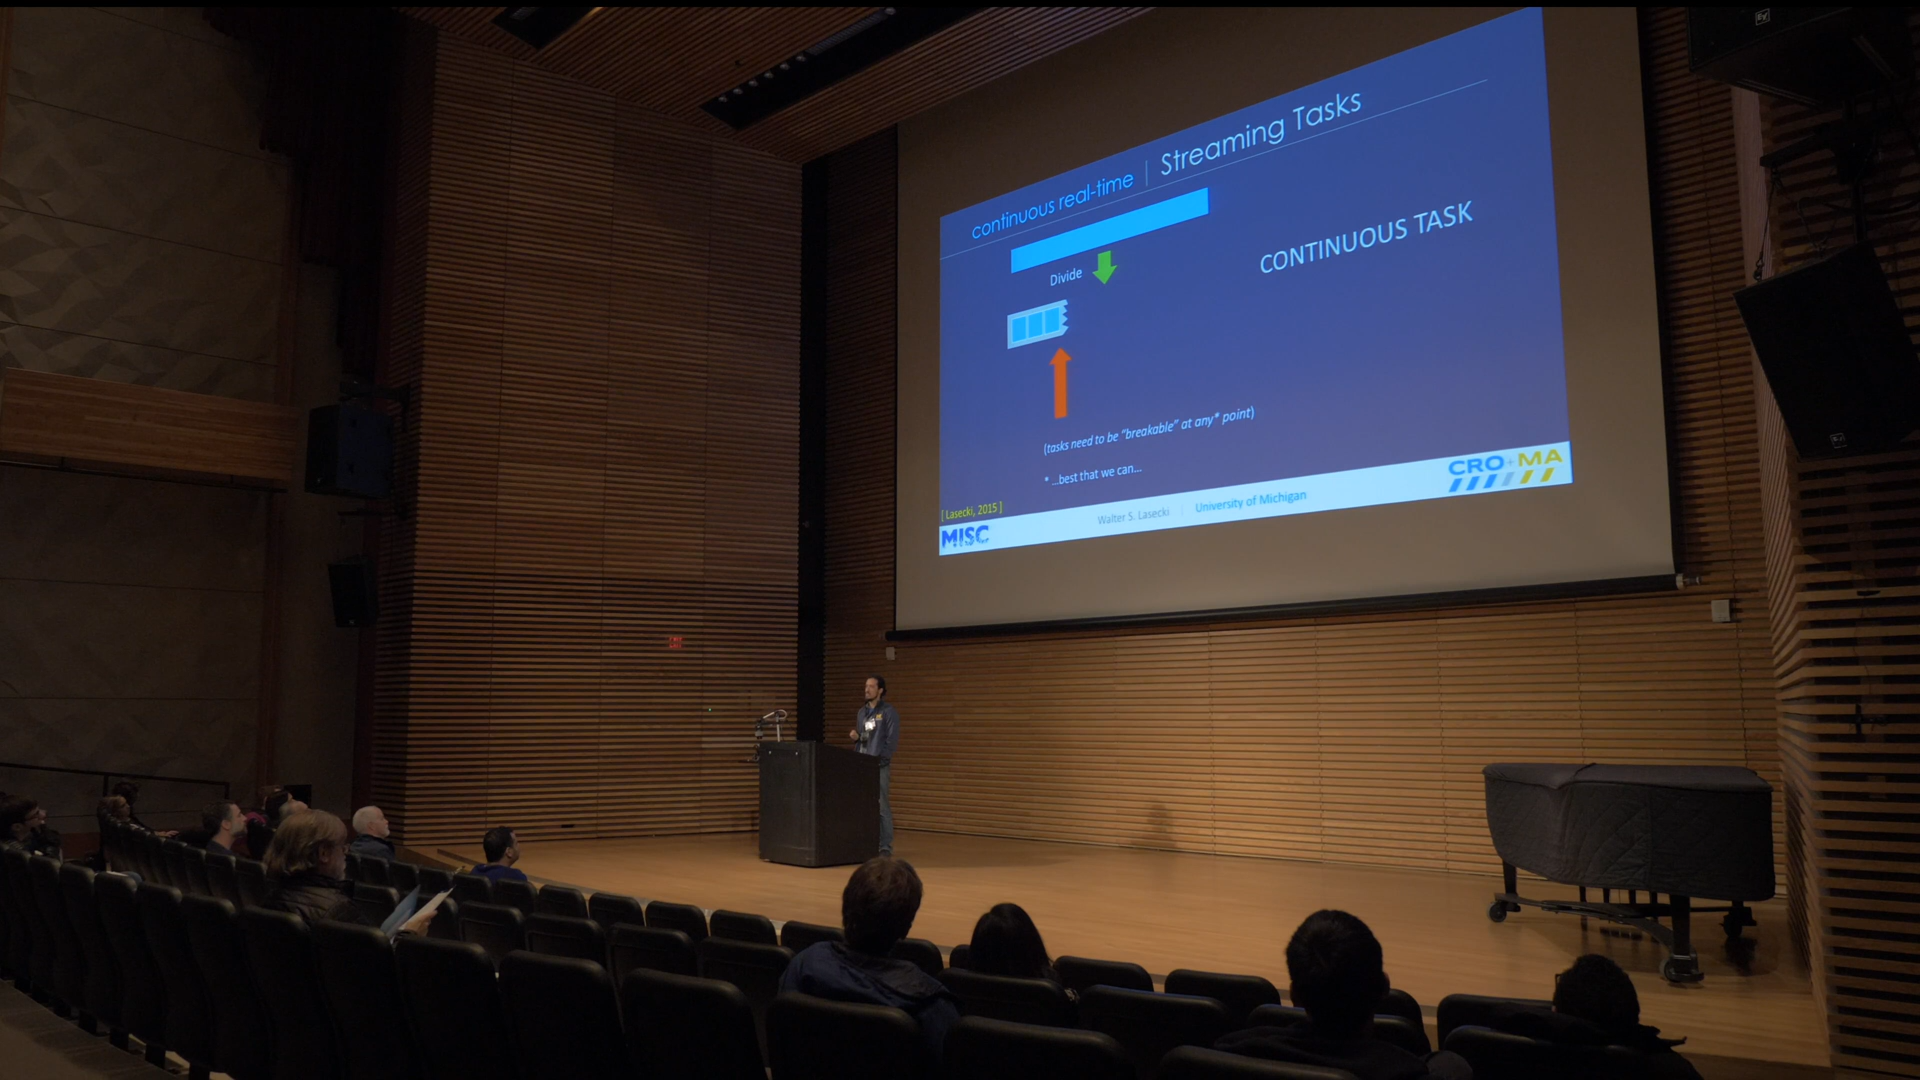 continuous real-time | Streaming Tasks
Divide
CONTINUOUS TASK
(tasks need to be “breakable” at any* point)
* ...best that we can...
[ Lasecki, 2015 ]
MISC
Walter S. Lasecki | University of Michigan
CRO+MA